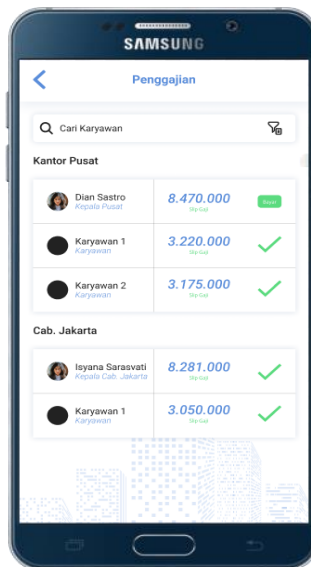 SAMSUNG
Penggajian
Cari Karyawan
Kantor Pusat
Dian Sastro
Kepala Pusat
8.470.000
Slip Gaji
Bayar
Karyawan 1
Karyawan
3.220.000
Slip Gaji
Karyawan 2
Karyawan
3.175.000
Slip Gaji
Cab. Jakarta
Isyana Sarasvati
Kepala Cab. Jakarta
8.281.000
Slip Gaji
Karyawan 1
Karyawan
3.050.000
Slip Gaji